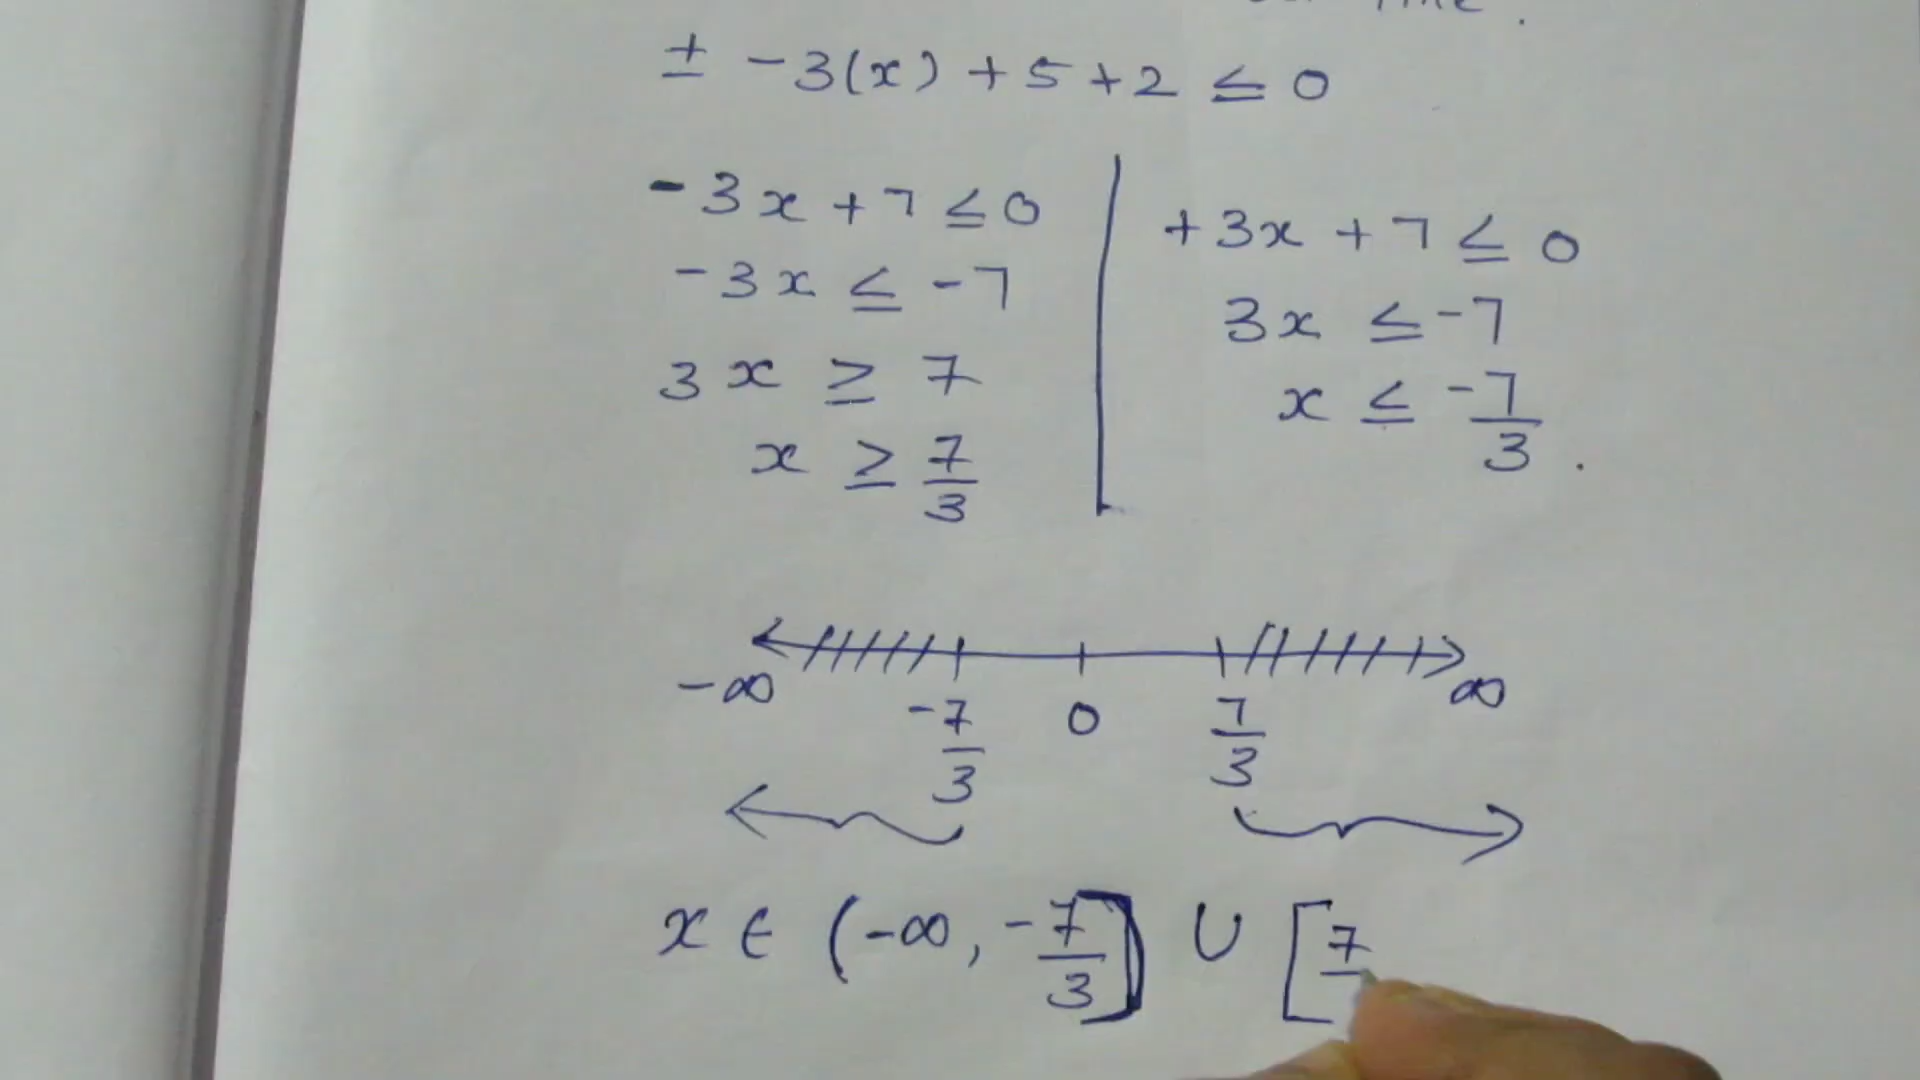 ± -3(x) + 5 + 2 ≤ 0
-3x + 7 ≤ 0
-3x ≤ -7
3x ≥ 7
x ≥ 7/3
+3x + 7 ≤ 0
3x ≤ -7
x ≤ -7/3.
-∞ -7/3 0 7/3 ∞
x ∈ (-∞, -7/3] ∪ [7/